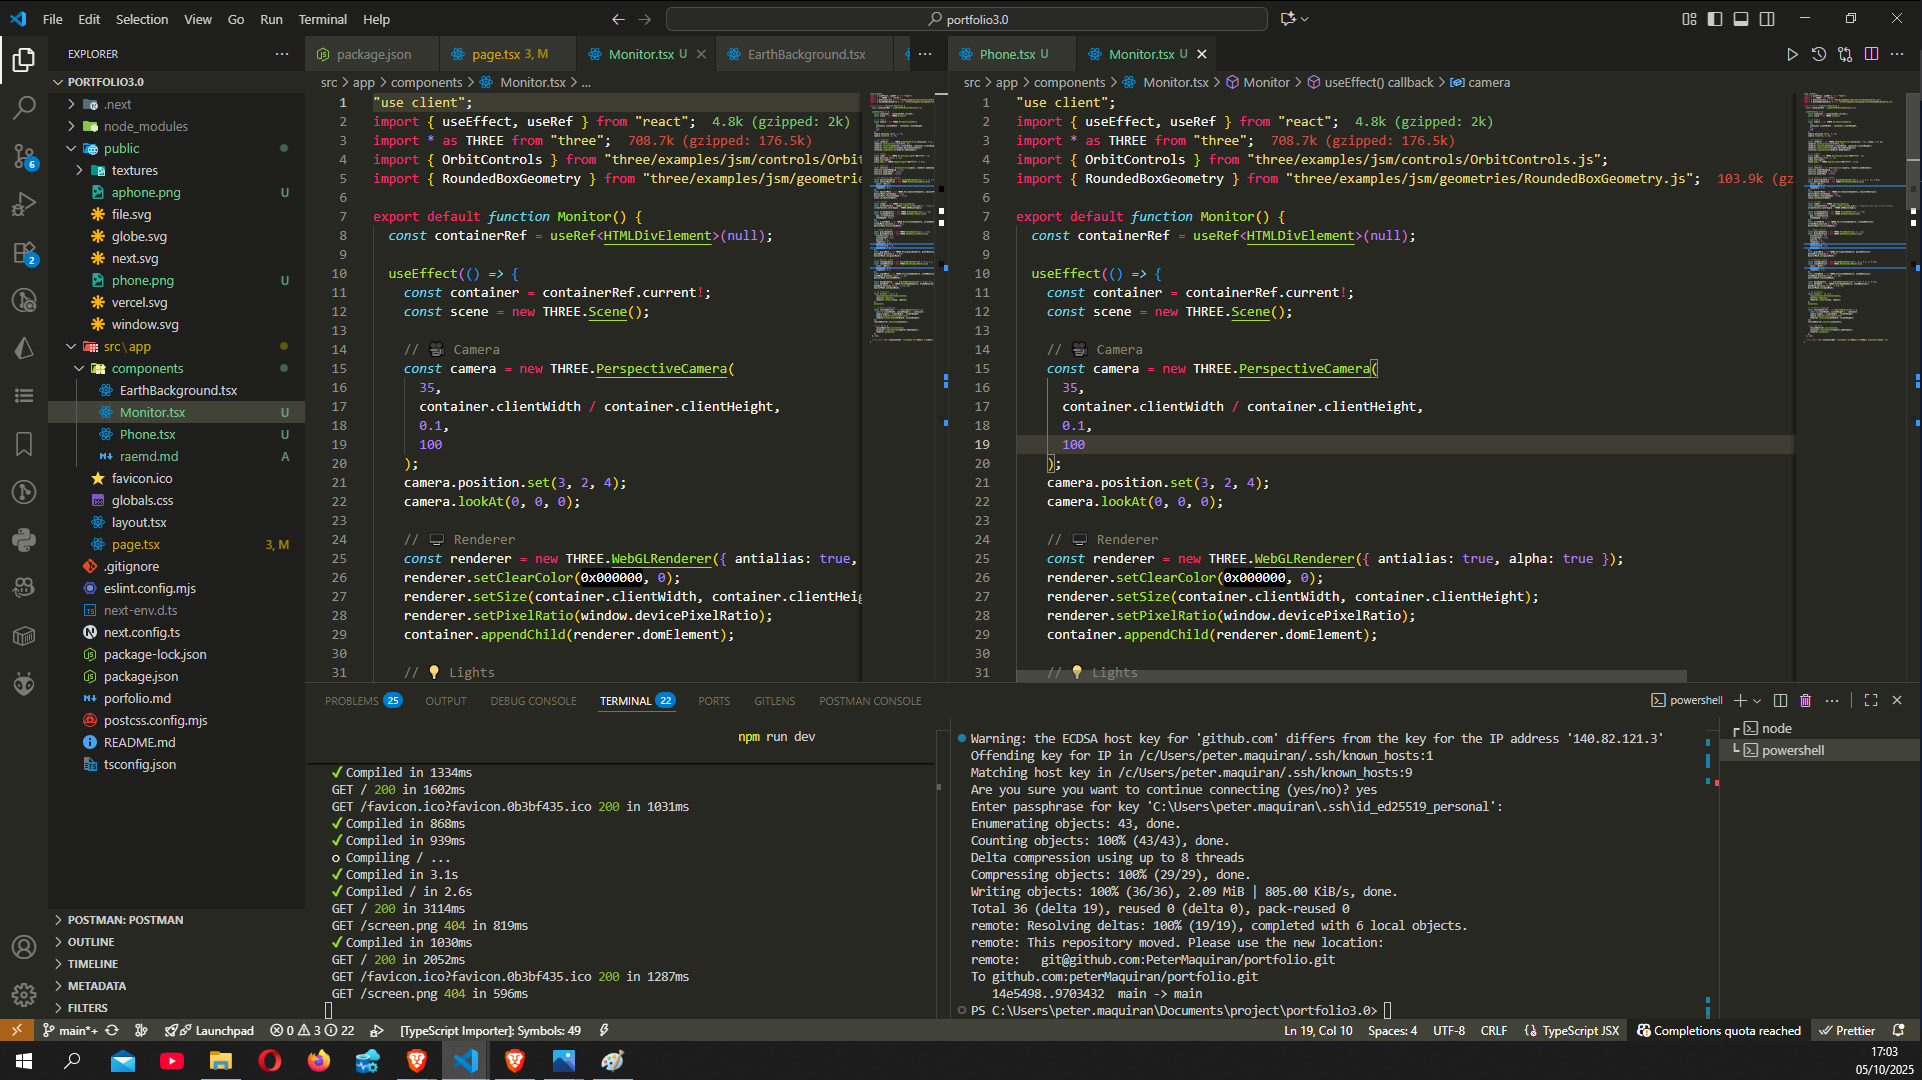 File Edit Selection View Go Run Terminal Help
portfolio3.0
EXPLORER
PORTFOLIO3.0
.next
node_modules
public
textures
aphone.png U
file.svg
globe.svg
next.svg
phone.png U
vercel.svg
window.svg
src\app
components
EarthBackground.tsx
Monitor.tsx U
Phone.tsx U
raemd.md A
favicon.ico
globals.css
layout.tsx
page.tsx 3, M
.gitignore
eslint.config.mjs
next-env.d.ts
next.config.ts
package-lock.json
package.json
porfolio.md
postcss.config.mjs
README.md
tsconfig.json
POSTMAN: POSTMAN
OUTLINE
TIMELINE
METADATA
FILTERS
6
2
package.json page.tsx 3, M Monitor.tsx U EarthBackground.tsx
src > app > components > Monitor.tsx > ...
1 "use client";
2 import { useEffect, useRef } from "react"; 4.8k (gzipped: 2k)
3 import * as THREE from "three"; 708.7k (gzipped: 176.5k)
4 import { OrbitControls } from "three/examples/jsm/controls/Orbit
5 import { RoundedBoxGeometry } from "three/examples/jsm/geometrie
6
7 export default function Monitor() {
8 const containerRef = useRef<HTMLDivElement>(null);
9
10 useEffect(() => {
11 const container = containerRef.current!;
12 const scene = new THREE.Scene();
13
14 // 🎥 Camera
15 const camera = new THREE.PerspectiveCamera(
16 35,
17 container.clientWidth / container.clientHeight,
18 0.1,
19 100
20 );
21 camera.position.set(3, 2, 4);
22 camera.lookAt(0, 0, 0);
23
24 // 🖥️ Renderer
25 const renderer = new THREE.WebGLRenderer({ antialias: true,
26 renderer.setClearColor(0x000000, 0);
27 renderer.setSize(container.clientWidth, container.clientHeig
28 renderer.setPixelRatio(window.devicePixelRatio);
29 container.appendChild(renderer.domElement);
30
31 // 💡 Lights
Phone.tsx U Monitor.tsx U
src > app > components > Monitor.tsx > Monitor > useEffect() callback > camera
1 "use client";
2 import { useEffect, useRef } from "react"; 4.8k (gzipped: 2k)
3 import * as THREE from "three"; 708.7k (gzipped: 176.5k)
4 import { OrbitControls } from "three/examples/jsm/controls/OrbitControls.js";
5 import { RoundedBoxGeometry } from "three/examples/jsm/geometries/RoundedBoxGeometry.js"; 103.9k (gz
6
7 export default function Monitor() {
8 const containerRef = useRef<HTMLDivElement>(null);
9
10 useEffect(() => {
11 const container = containerRef.current!;
12 const scene = new THREE.Scene();
13
14 // 🎥 Camera
15 const camera = new THREE.PerspectiveCamera(
16 35,
17 container.clientWidth / container.clientHeight,
18 0.1,
19 100
20 );
21 camera.position.set(3, 2, 4);
22 camera.lookAt(0, 0, 0);
23
24 // 🖥️ Renderer
25 const renderer = new THREE.WebGLRenderer({ antialias: true, alpha: true });
26 renderer.setClearColor(0x000000, 0);
27 renderer.setSize(container.clientWidth, container.clientHeight);
28 renderer.setPixelRatio(window.devicePixelRatio);
29 container.appendChild(renderer.domElement);
30
31 // 💡 Lights
PROBLEMS 25 OUTPUT DEBUG CONSOLE TERMINAL 22 PORTS GITLENS POSTMAN CONSOLE
powershell
npm run dev
✓ Compiled in 1334ms
GET / 200 in 1602ms
GET /favicon.ico?favicon.0b3bf435.ico 200 in 1031ms
✓ Compiled in 868ms
✓ Compiled in 939ms
○ Compiling / ...
✓ Compiled in 3.1s
✓ Compiled / in 2.6s
GET / 200 in 3114ms
GET /screen.png 404 in 819ms
✓ Compiled in 1030ms
GET / 200 in 2052ms
GET /favicon.ico?favicon.0b3bf435.ico 200 in 1287ms
GET /screen.png 404 in 596ms
Warning: the ECDSA host key for 'github.com' differs from the key for the IP address '140.82.121.3'
Offending key for IP in /c/Users/peter.maquiran/.ssh/known_hosts:1
Matching host key in /c/Users/peter.maquiran/.ssh/known_hosts:9
Are you sure you want to continue connecting (yes/no)? yes
Enter passphrase for key 'C:\Users\peter.maquiran\.ssh\id_ed25519_personal':
Enumerating objects: 43, done.
Counting objects: 100% (43/43), done.
Delta compression using up to 8 threads
Compressing objects: 100% (29/29), done.
Writing objects: 100% (36/36), 2.09 MiB | 805.00 KiB/s, done.
Total 36 (delta 19), reused 0 (delta 0), pack-reused 0
remote: Resolving deltas: 100% (19/19), completed with 6 local objects.
remote: This repository moved. Please use the new location:
remote: git@github.com:PeterMaquiran/portfolio.git
To github.com:peterMaquiran/portfolio.git
14e5498..9703432 main -> main
PS C:\Users\peter.maquiran\Documents\project\portfolio3.0>
node
powershell
main*+ Launchpad 0 3 22 [TypeScript Importer]: Symbols: 49
Ln 19, Col 10 Spaces: 4 UTF-8 CRLF TypeScript JSX Completions quota reached Prettier
17:03
05/10/2025